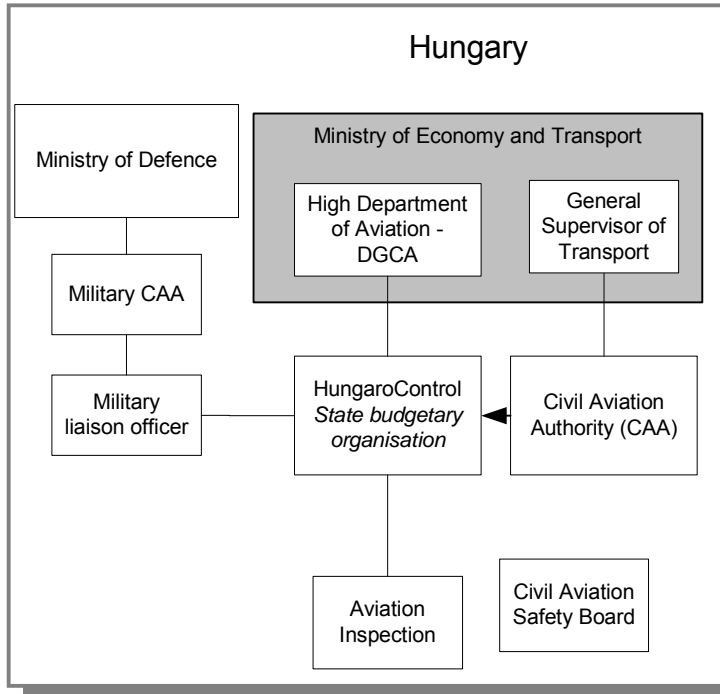 Hungary
Ministry of Defence
Ministry of Economy and Transport
High Department
of Aviation -
DGCA
General
Supervisor of
Transport
Military CAA
Military
liaison officer
HungaroControl
State budgetary
organisation
Civil Aviation
Authority (CAA)
Aviation
Inspection
Civil Aviation
Safety Board